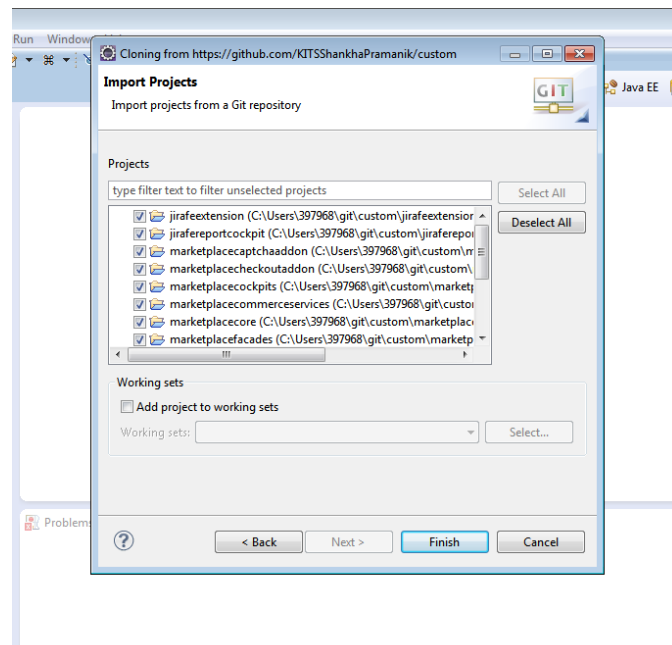 Run Window
Cloning from https://github.com/KITSShankhaPramanik/custom
Java EE
Import Projects
Import projects from a Git repository
GIT
Projects
type filter text to filter unselected projects
Select All
Deselect All
jirafeextension (C:\Users\397968\git\custom\jirafeextension
jirafereportcockpit (C:\Users\397968\git\custom\jirafereport
marketplacecaptchaaddon (C:\Users\397968\git\custom\m
marketplacecheckoutaddon (C:\Users\397968\git\custom\
marketplacecockpits (C:\Users\397968\git\custom\marketp
marketplacecommerceservices (C:\Users\397968\git\custo
marketplacecore (C:\Users\397968\git\custom\marketplac
marketplacefacades (C:\Users\397968\git\custom\marketp
Working sets
Add project to working sets
Working sets:
Select...
Problems
?
< Back
Next >
Finish
Cancel